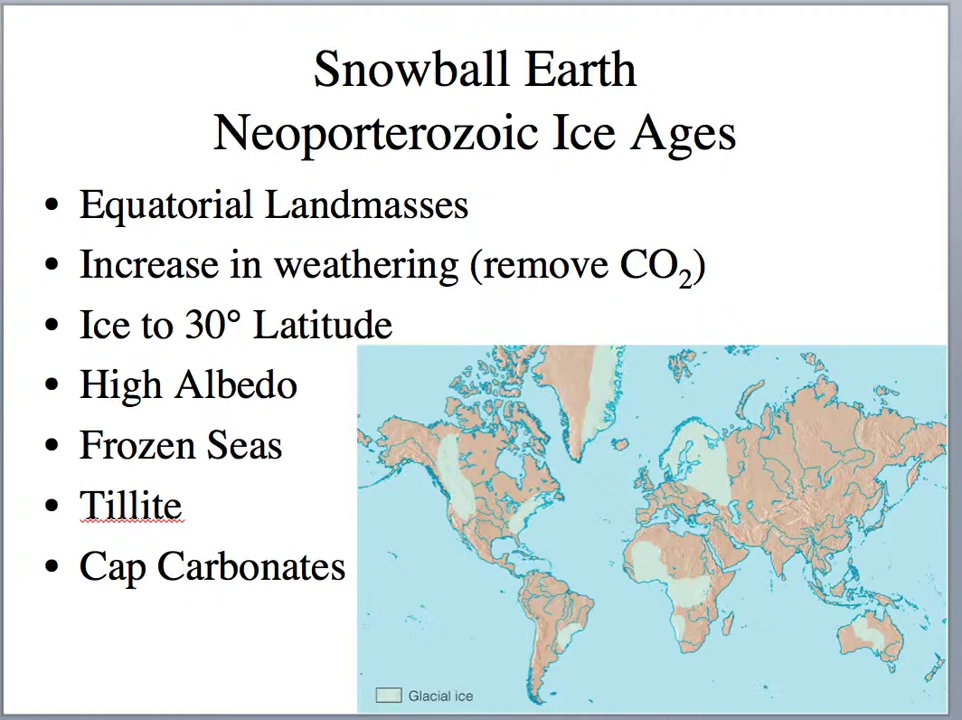 Snowball Earth
Neoporterozoic Ice Ages
• Equatorial Landmasses
• Increase in weathering (remove CO₂)
• Ice to 30° Latitude
• High Albedo
• Frozen Seas
• Tillite
• Cap Carbonates
Glacial ice